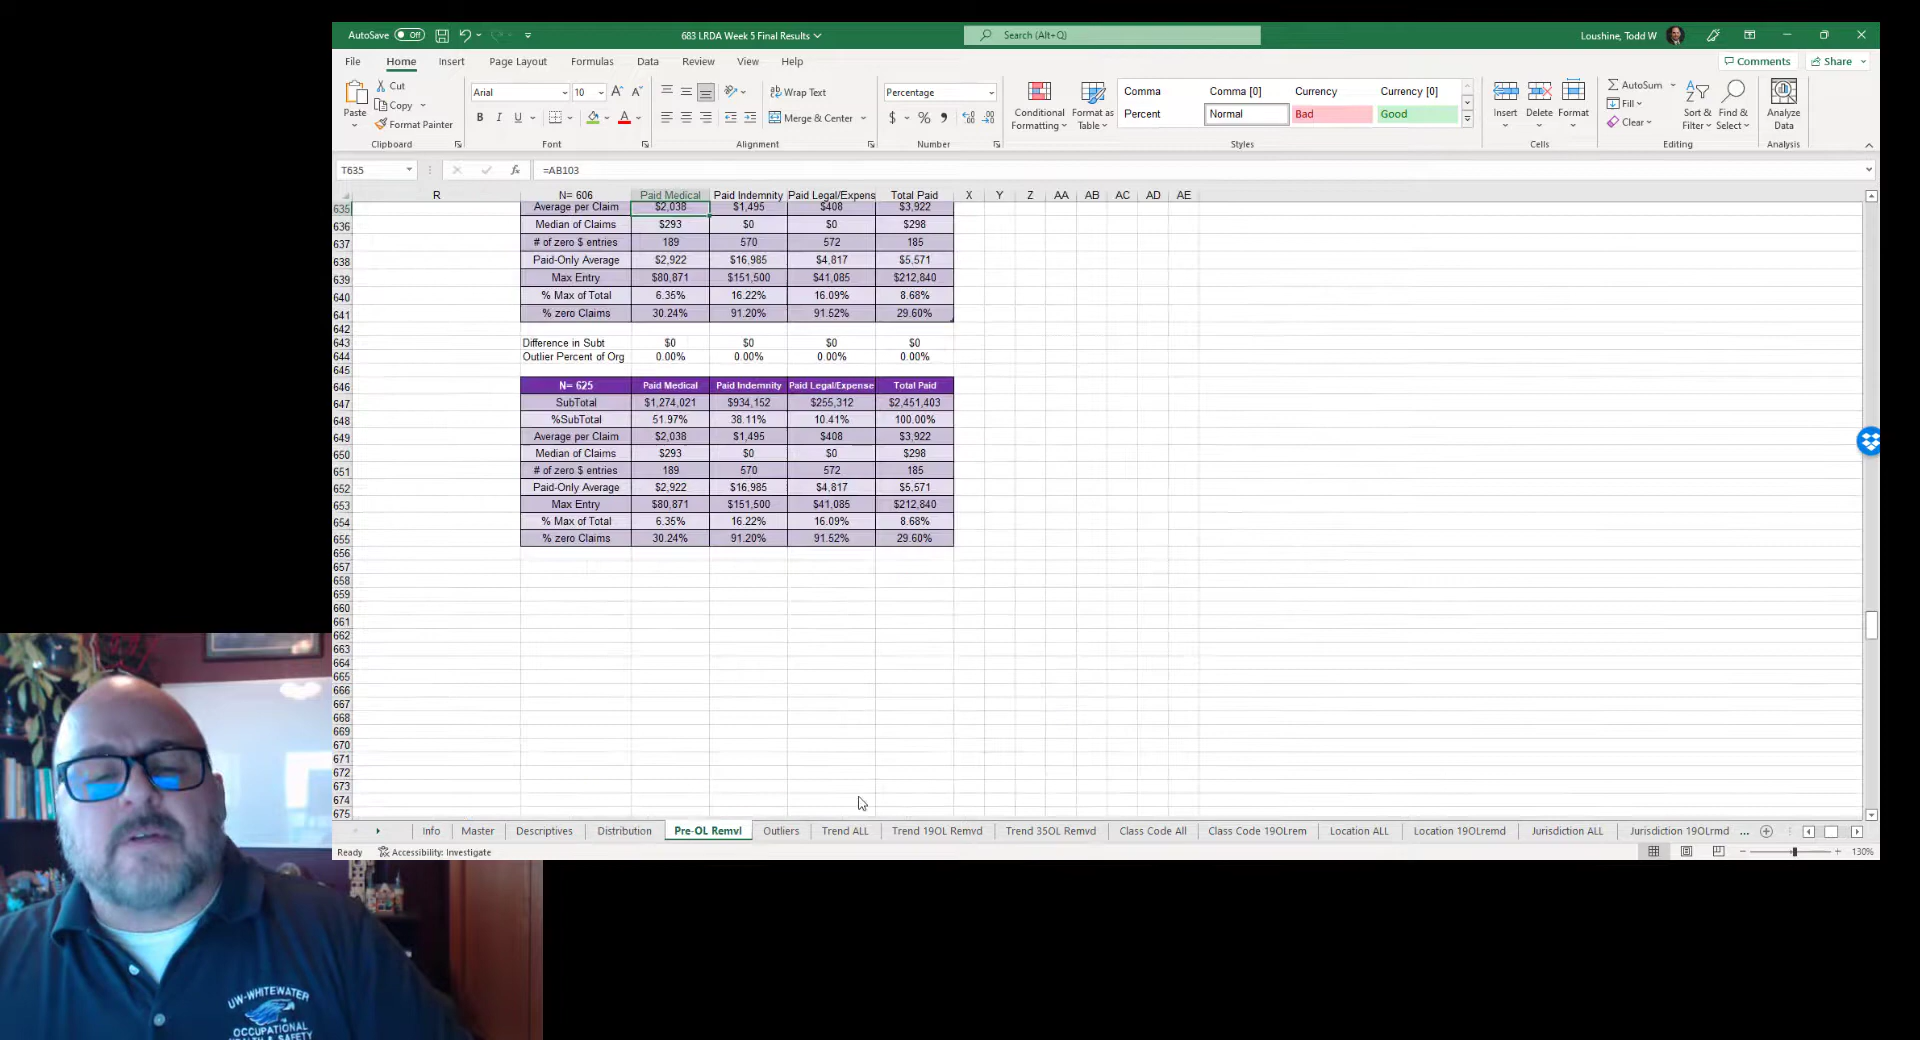 AutoSave Off 683 LRDA Week 5 Final Results Search (Alt+Q) Loushine, Todd W
File Home Insert Page Layout Formulas Data Review View Help Comments Share
Paste Cut Copy Format Painter Clipboard
Arial 10 B I U Font
Wrap Text Merge & Center Alignment
Percentage $ % Number
Conditional Formatting Format as Table
Comma Comma [0] Currency Currency [0]
Percent Normal Bad Good
Styles
Insert Delete Format Cells
AutoSum Fill Clear Sort & Filter Find & Select Editing
Analyze Data Analysis
T635 fx =AB103
R N= 606 Paid Medical Paid Indemnity Paid Legal/Expens Total Paid X Y Z AA AB AC AD AE
635 Average per Claim $2,038 $1,495 $408 $3,922
636 Median of Claims $293 $0 $0 $298
637 # of zero $ entries 189 570 572 185
638 Paid-Only Average $2,922 $16,985 $4,817 $5,571
639 Max Entry $80,871 $151,500 $41,085 $212,840
640 % Max of Total 6.35% 16.22% 16.09% 8.68%
641 % zero Claims 30.24% 91.20% 91.52% 29.60%
642
643 Difference in Subt $0 $0 $0 $0
644 Outlier Percent of Org 0.00% 0.00% 0.00% 0.00%
645
646 N= 625 Paid Medical Paid Indemnity Paid Legal/Expense Total Paid
647 SubTotal $1,274,021 $934,152 $255,312 $2,451,403
648 %SubTotal 51.97% 38.11% 10.41% 100.00%
649 Average per Claim $2,038 $1,495 $408 $3,922
650 Median of Claims $293 $0 $0 $298
651 # of zero $ entries 189 570 572 185
652 Paid-Only Average $2,922 $16,985 $4,817 $5,571
653 Max Entry $80,871 $151,500 $41,085 $212,840
654 % Max of Total 6.35% 16.22% 16.09% 8.68%
655 % zero Claims 30.24% 91.20% 91.52% 29.60%
656
657
658
659
660
661
662
663
664
665
666
667
668
669
670
671
672
673
674
675
Info Master Descriptives Distribution Pre-OL Remvl Outliers Trend ALL Trend 19OL Remvd Trend 35OL Remvd Class Code All Class Code 19OLrem Location ALL Location 19OLremd Jurisdiction ALL Jurisdiction 19OLrmd ...
Ready Accessibility: Investigate 130%
UW-WHITEWATER
OCCUPATIONAL
HEALTH & SAFETY